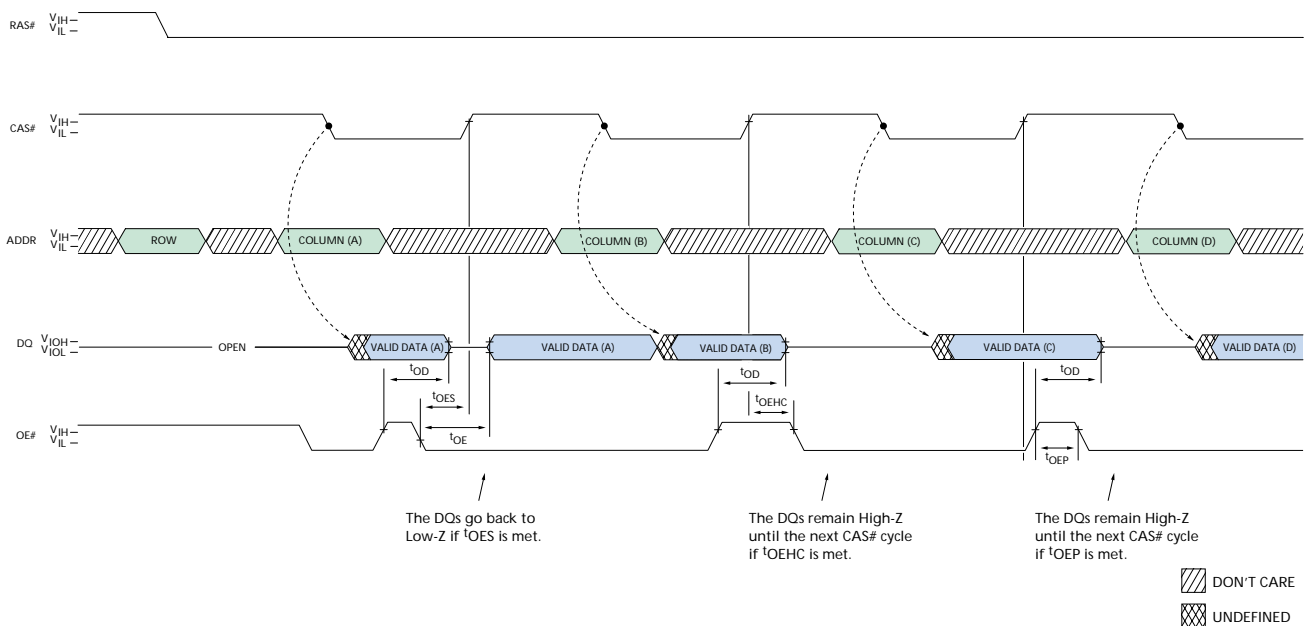 RAS# VIH VIL
CAS# VIH VIL
ADDR VIH VIL ROW COLUMN (A) COLUMN (B) COLUMN (C) COLUMN (D)
DQ VIOH VIOL OPEN VALID DATA (A) VALID DATA (A) VALID DATA (B) VALID DATA (C) VALID DATA (D)
tOD tOD tOD
tOES tOEHC
OE# VIH VIL tOE tOEP
The DQs go back to
Low-Z if tOES is met.
The DQs remain High-Z
until the next CAS# cycle
if tOEHC is met.
The DQs remain High-Z
until the next CAS# cycle
if tOEP is met.
DON'T CARE
UNDEFINED